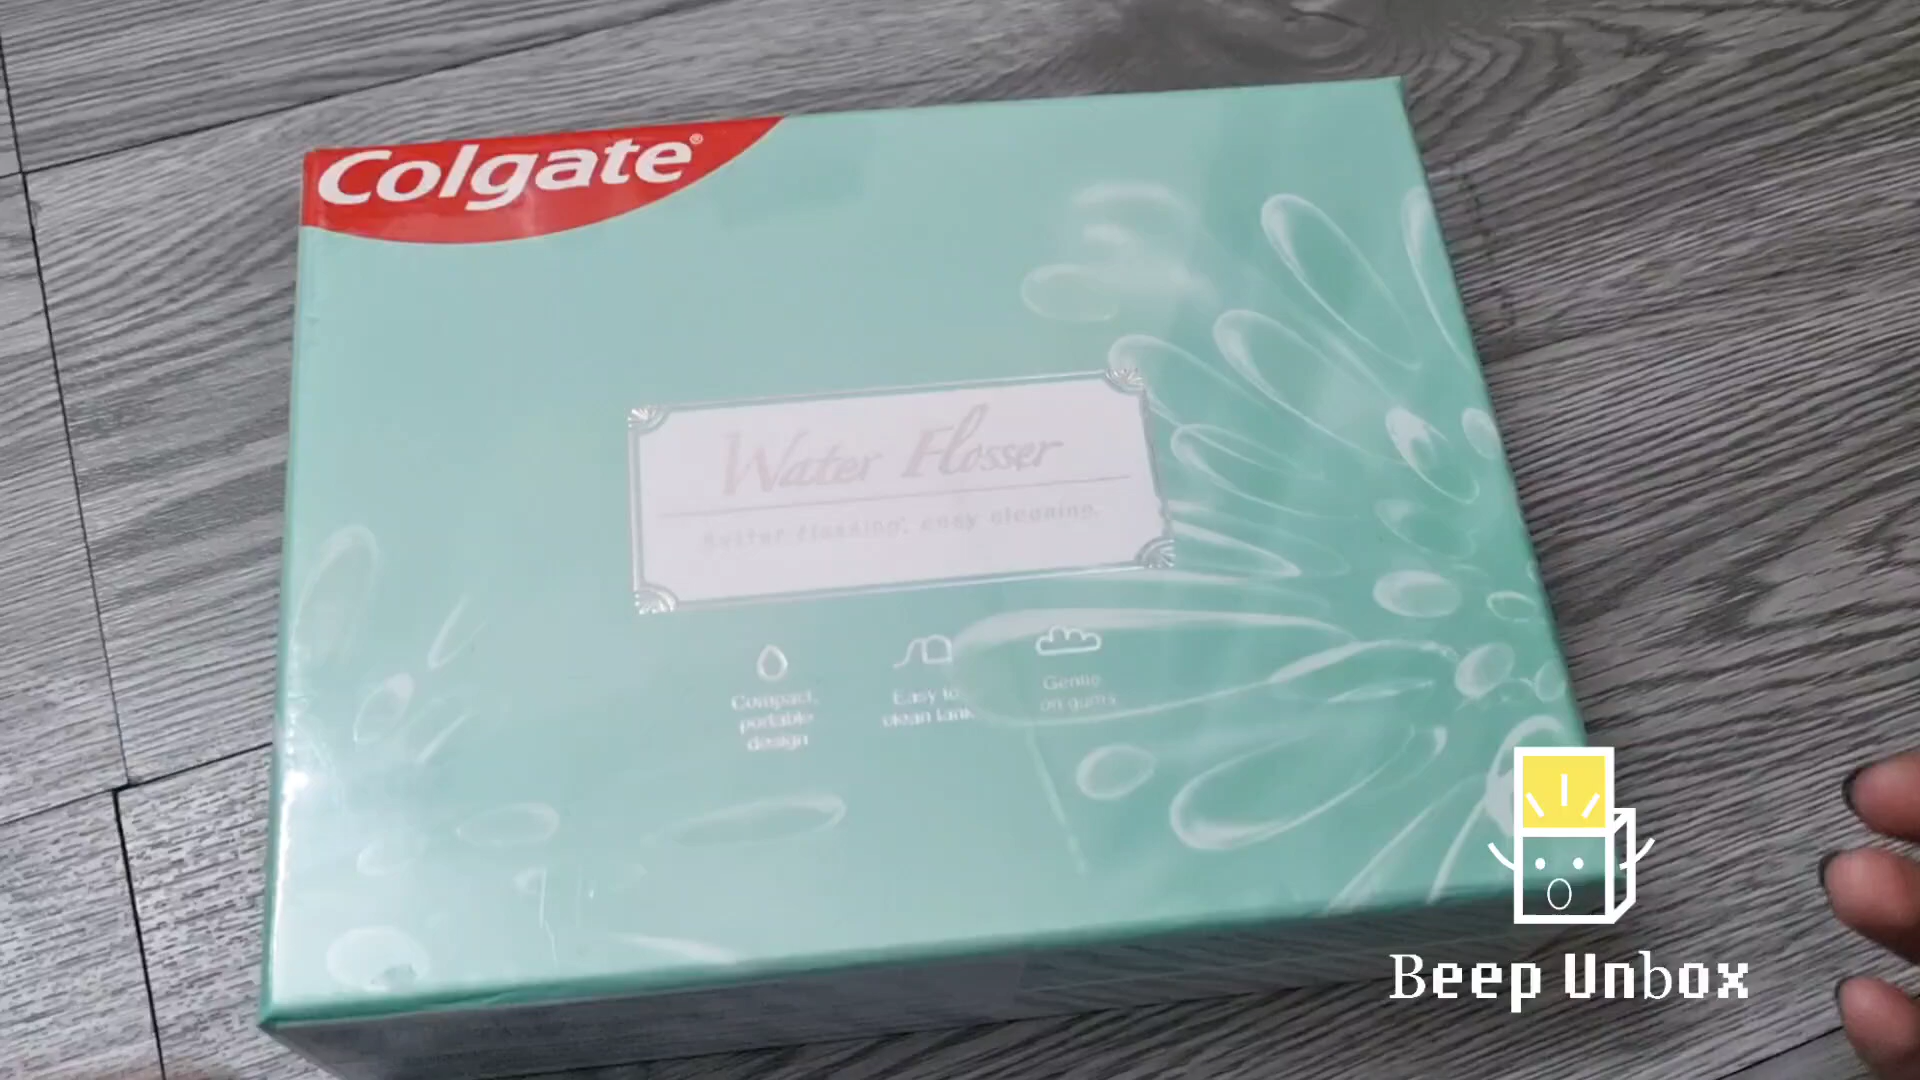 Colgate®
Water Flosser
Better flossing, easy cleaning.
Compact,
portable
design
Easy to
clean tank
Gentle
on gums
Beep Unbox